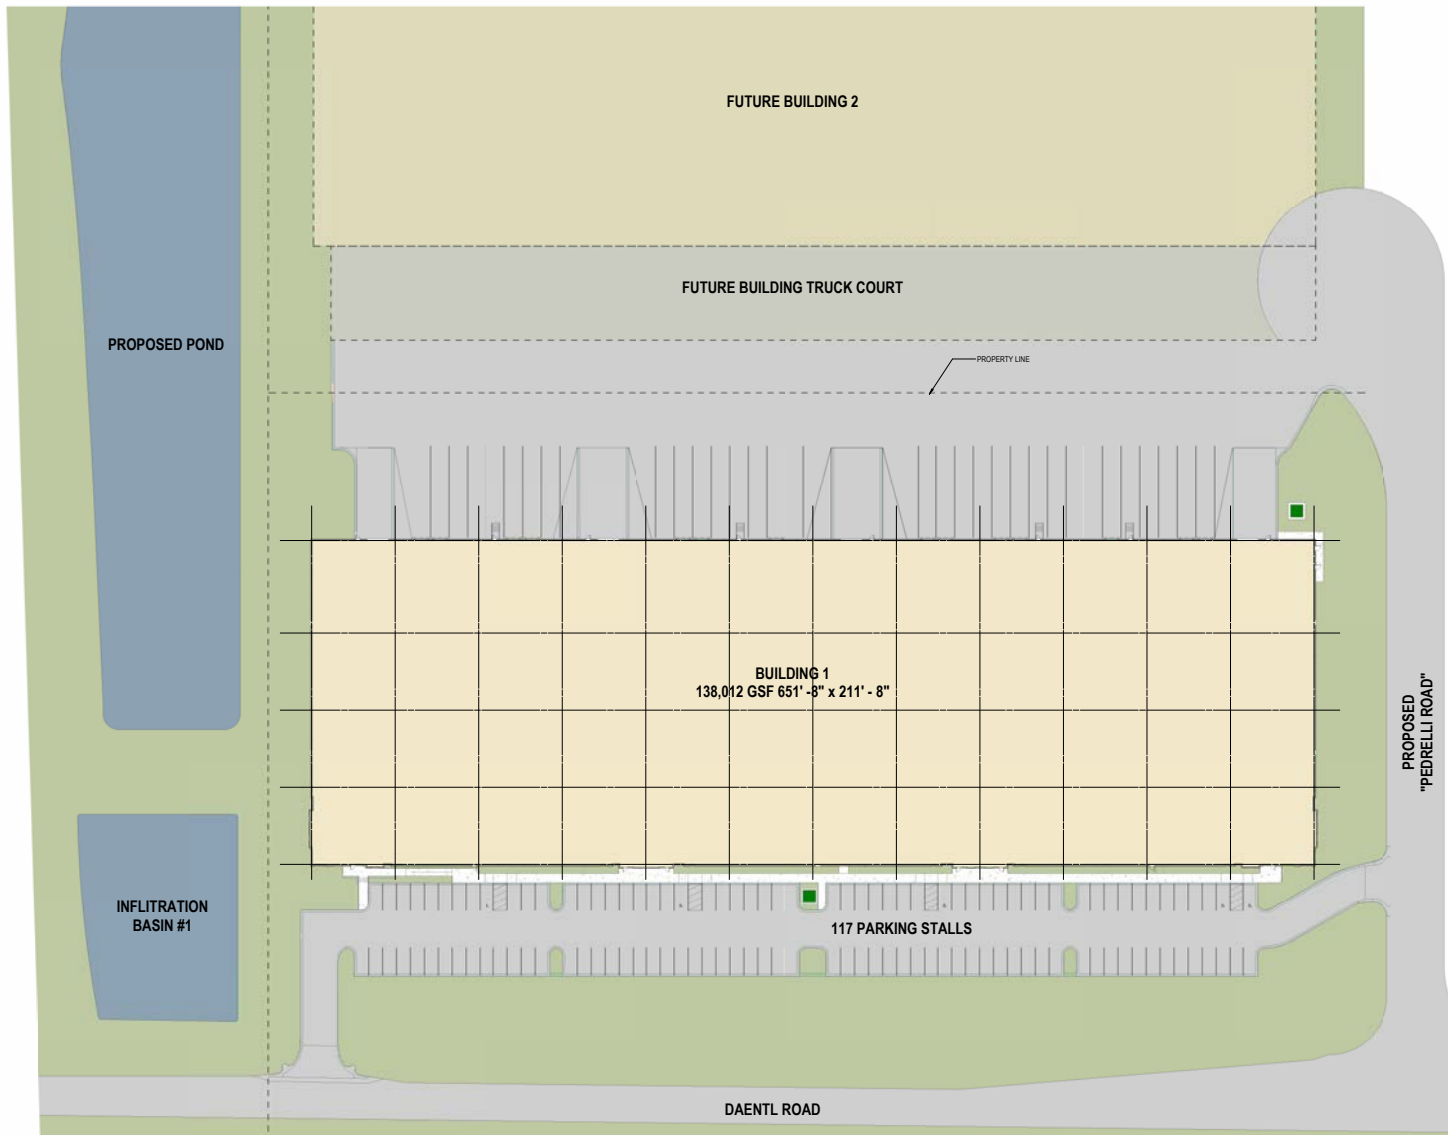 FUTURE BUILDING 2
FUTURE BUILDING TRUCK COURT
PROPOSED POND
PROPERTY LINE
BUILDING 1
138,012 GSF 651' -8" x 211' - 8"
PROPOSED
"PEDRELLI ROAD"
INFLITRATION
BASIN #1
117 PARKING STALLS
DAENTL ROAD